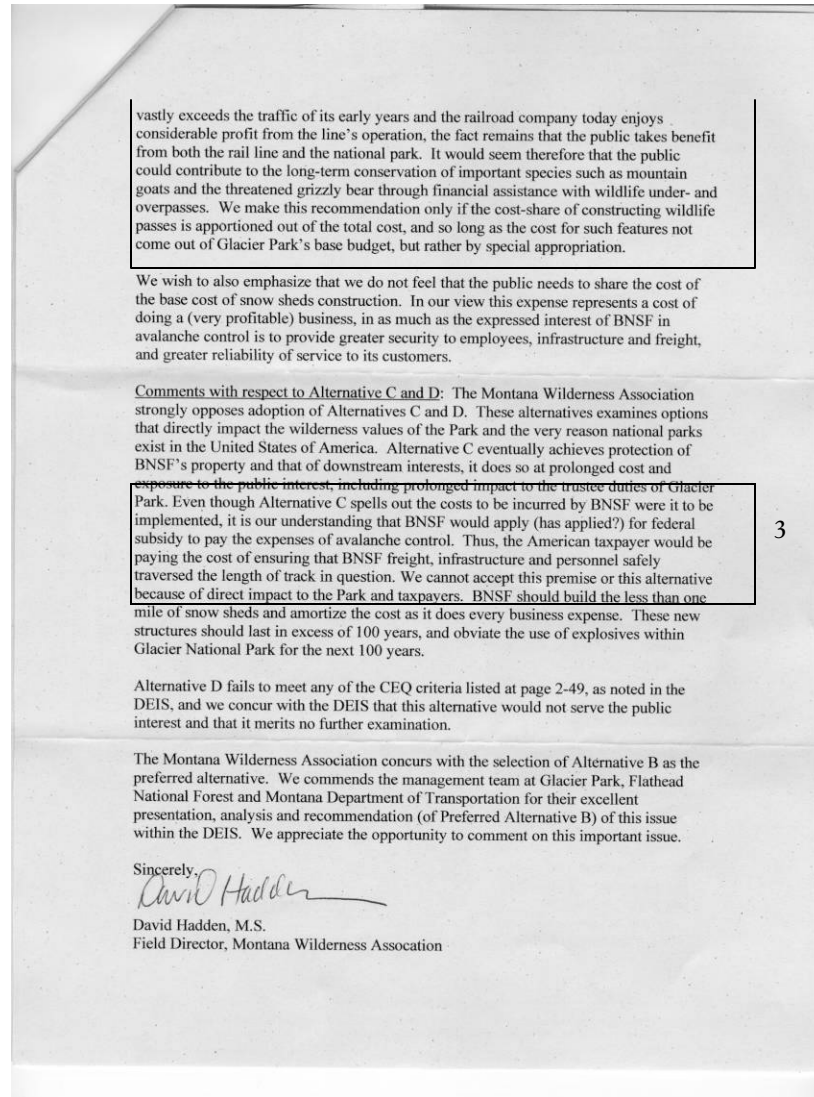 vastly exceeds the traffic of its early years and the railroad company today enjoys
considerable profit from the line's operation, the fact remains that the public takes benefit
from both the rail line and the national park. It would seem therefore that the public
could contribute to the long-term conservation of important species such as mountain
goats and the threatened grizzly bear through financial assistance with wildlife under- and
overpasses. We make this recommendation only if the cost-share of constructing wildlife
passes is apportioned out of the total cost, and so long as the cost for such features not
come out of Glacier Park's base budget, but rather by special appropriation.
We wish to also emphasize that we do not feel that the public needs to share the cost of
the base cost of snow sheds construction. In our view this expense represents a cost of
doing a (very profitable) business, in as much as the expressed interest of BNSF in
avalanche control is to provide greater security to employees, infrastructure and freight,
and greater reliability of service to its customers.
Comments with respect to Alternative C and D: The Montana Wilderness Association
strongly opposes adoption of Alternatives C and D. These alternatives examines options
that directly impact the wilderness values of the Park and the very reason national parks
exist in the United States of America. Alternative C eventually achieves protection of
BNSF's property and that of downstream interests, it does so at prolonged cost and
exposure to the public interest, including prolonged impact to the trustee duties of Glacier
Park. Even though Alternative C spells out the costs to be incurred by BNSF were it to be
implemented, it is our understanding that BNSF would apply (has applied?) for federal
subsidy to pay the expenses of avalanche control. Thus, the American taxpayer would be
paying the cost of ensuring that BNSF freight, infrastructure and personnel safely
traversed the length of track in question. We cannot accept this premise or this alternative
because of direct impact to the Park and taxpayers. BNSF should build the less than one
mile of snow sheds and amortize the cost as it does every business expense. These new
structures should last in excess of 100 years, and obviate the use of explosives within
Glacier National Park for the next 100 years.
3
Alternative D fails to meet any of the CEQ criteria listed at page 2-49, as noted in the
DEIS, and we concur with the DEIS that this alternative would not serve the public
interest and that it merits no further examination.
The Montana Wilderness Association concurs with the selection of Alternative B as the
preferred alternative. We commends the management team at Glacier Park, Flathead
National Forest and Montana Department of Transportation for their excellent
presentation, analysis and recommendation (of Preferred Alternative B) of this issue
within the DEIS. We appreciate the opportunity to comment on this important issue.
Sincerely,
David Hadden
David Hadden, M.S.
Field Director, Montana Wilderness Assocation